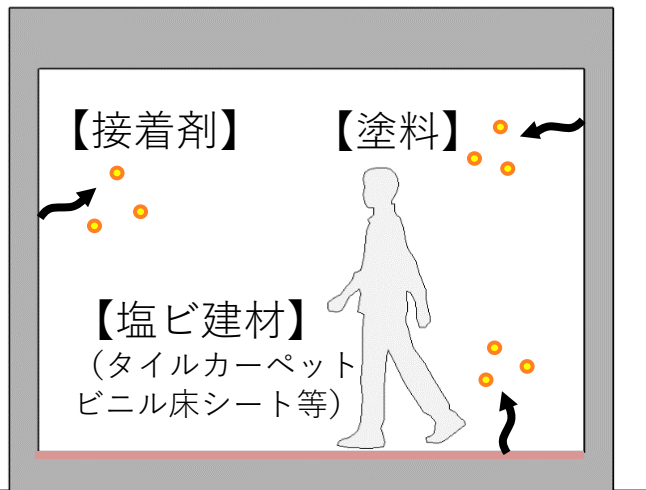 【接着剤】
【塗料】
【塩ビ建材】
（タイルカーペット
ビニル床シート等）